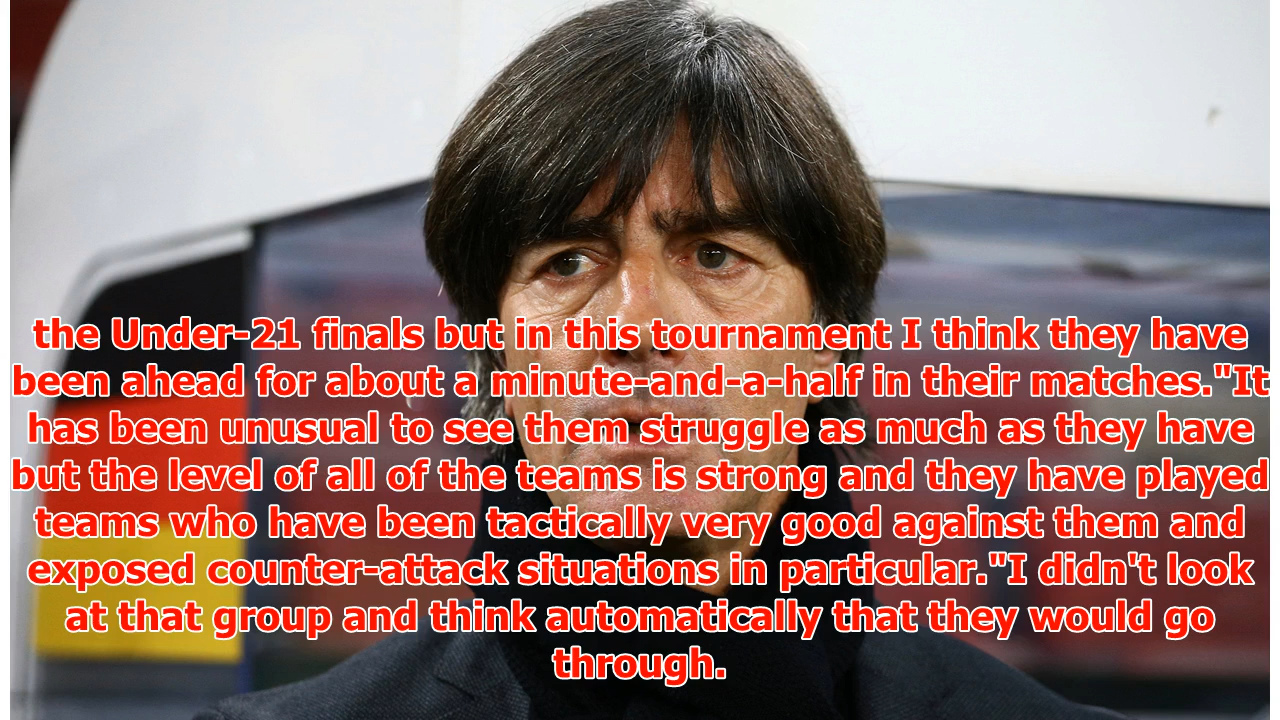 the Under-21 finals but in this tournament I think they have
been ahead for about a minute-and-a-half in their matches."It
has been unusual to see them struggle as much as they have
but the level of all of the teams is strong and they have played
teams who have been tactically very good against them and
exposed counter-attack situations in particular."I didn't look
at that group and think automatically that they would go
through.